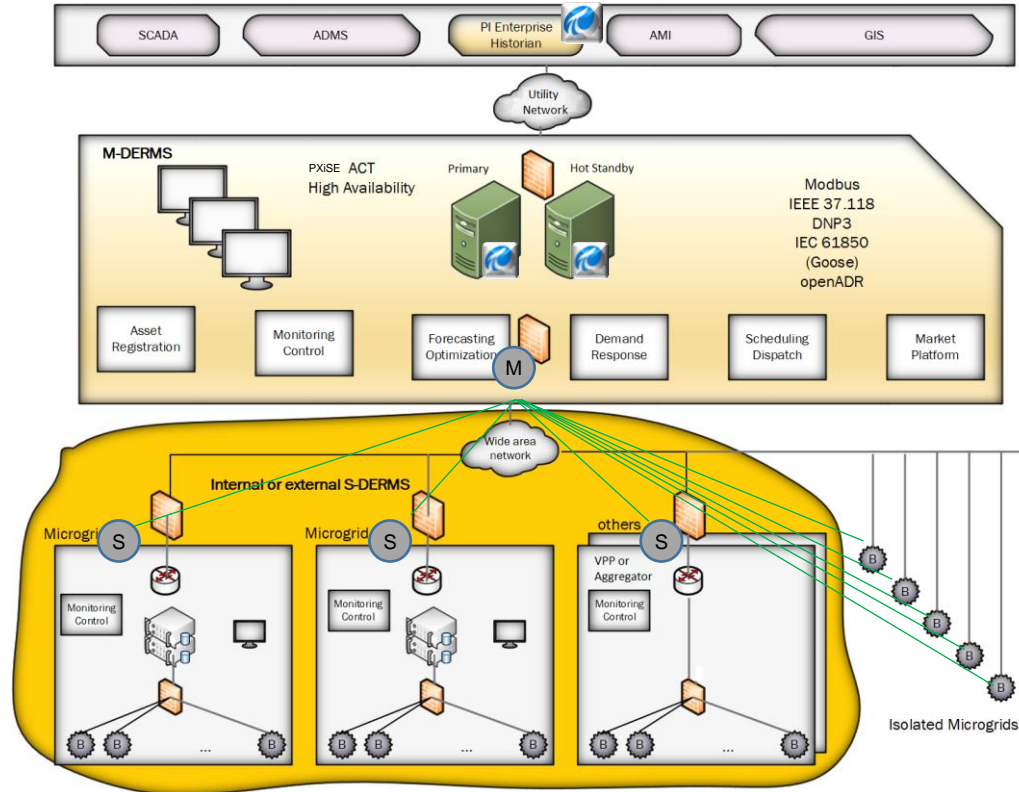 SCADA
ADMS
PI Enterprise
Historian
AMI
GIS
Utility
Network
M-DERMS
PXiSE ACT
High Availability
Primary
Hot Standby
Modbus
IEEE 37.118
DNP3
IEC 61850
(Goose)
openADR
Asset
Registration
Monitoring
Control
Forecasting
Optimization
Demand
Response
Scheduling
Dispatch
Market
Platform
M
Wide area
network
Internal or external S-DERMS
Microgrid
S
Microgrid
S
others
S
VPP or
Aggregator
Monitoring
Control
Monitoring
Control
Monitoring
Control
B
B
B
B
B
Isolated Microgrids
B
B
...
B
B
B
...
B
B
B
...
B